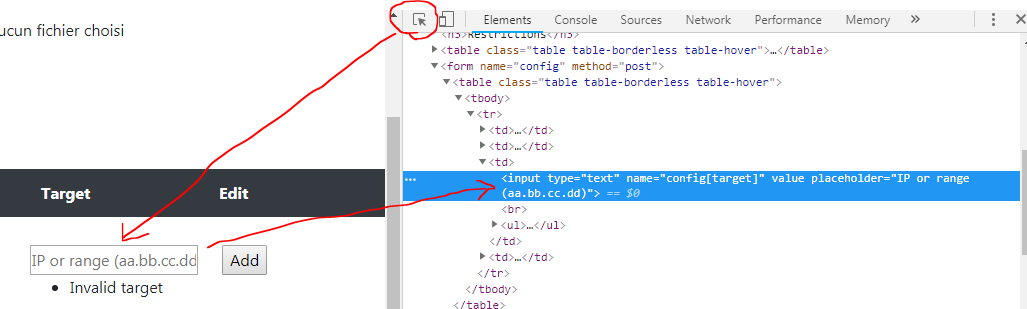 ucun fichier choisi
Target Edit
IP or range (aa.bb.cc.dd
Add
Invalid target
Elements Console Sources Performance Memory »
<h3>Restrictions</h3>
<table class="table table-borderless table-hover">…</table>
<form name="config" method="post">
<table class="table table-borderless table-hover">
<tbody>
<tr>
<td>…</td>
<td>…</td>
<td>
… <input type="text" name="config[target]" value placeholder="IP or range
(aa.bb.cc.dd)"> == $0
<br>
<ul>…</ul>
</td>
<td>…</td>
</tr>
</tbody>
</table>